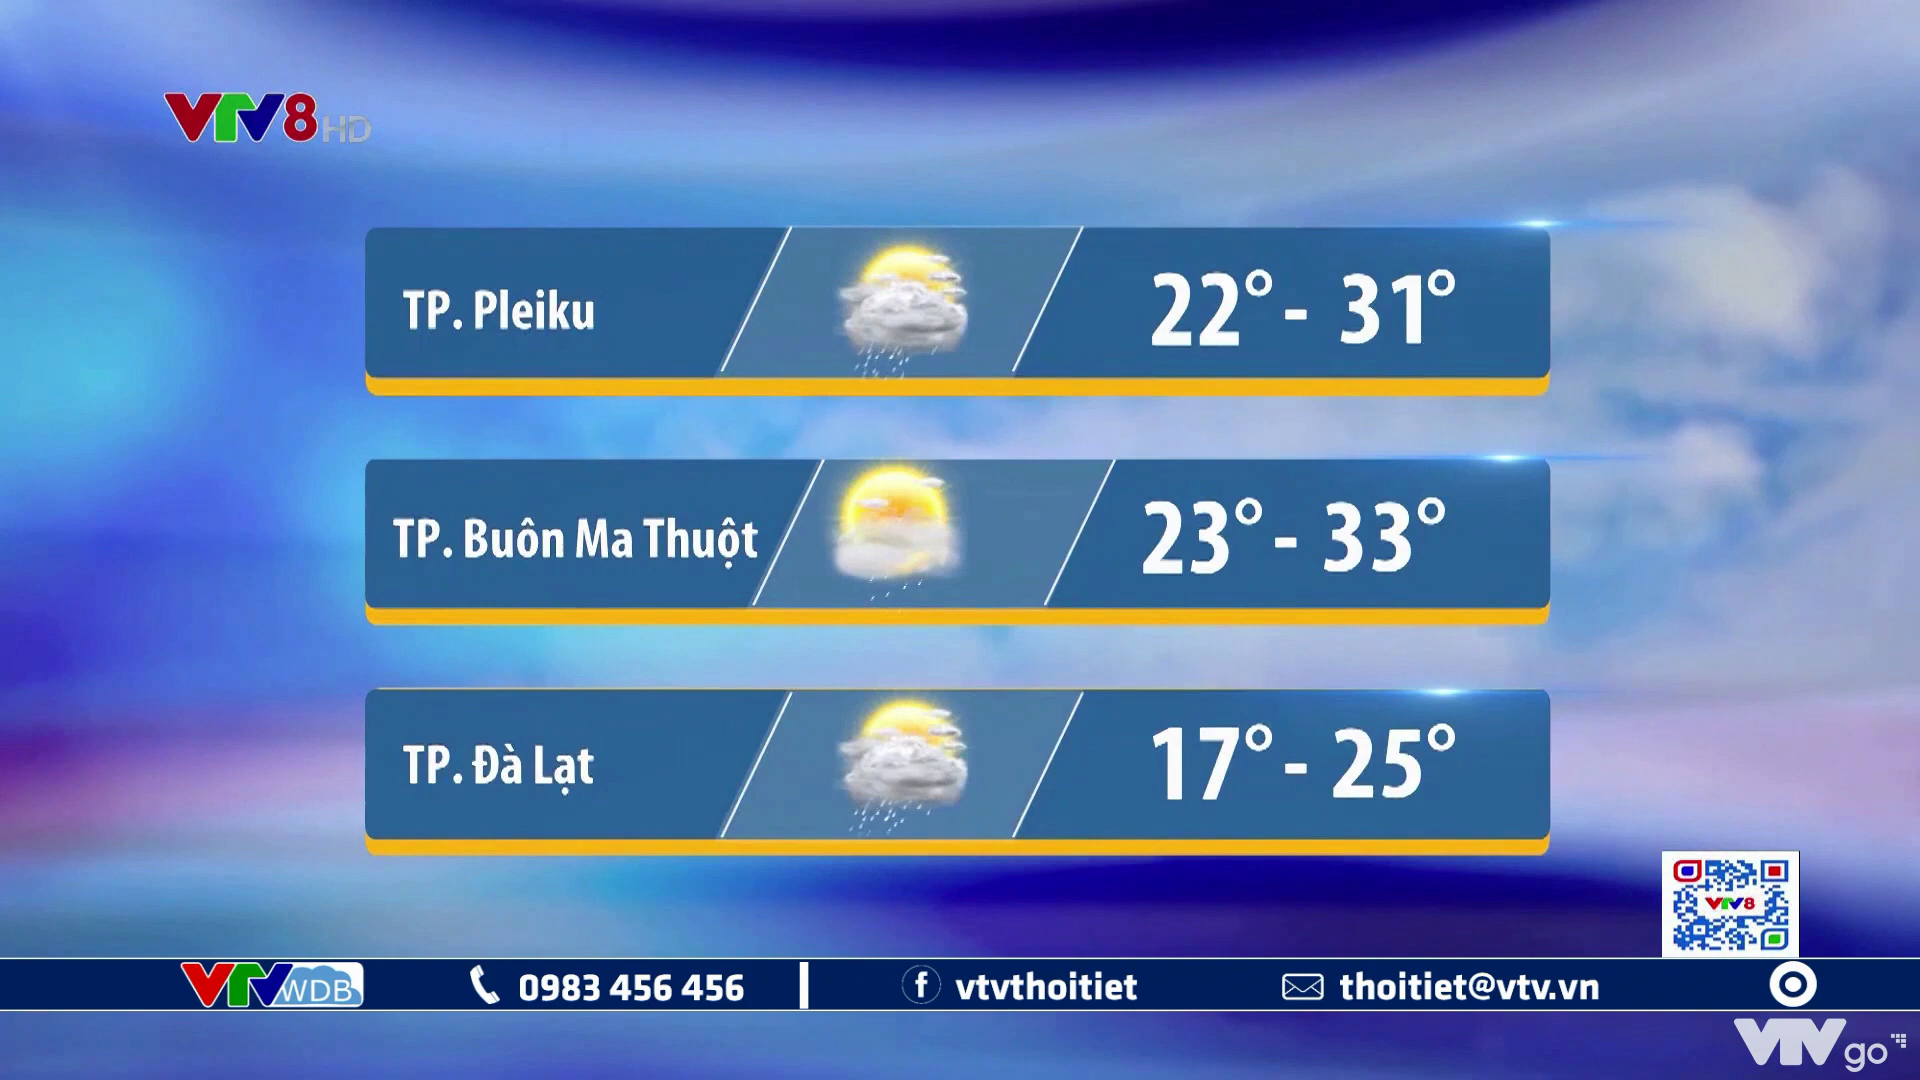 VTV8 HD
TP. Pleiku
22° - 31°
TP. Buôn Ma Thuột
23° - 33°
TP. Đà Lạt
17° - 25°
VTV8
VTV WDB
0983 456 456
vtvthoitiet
thoitiet@vtv.vn
VTV go